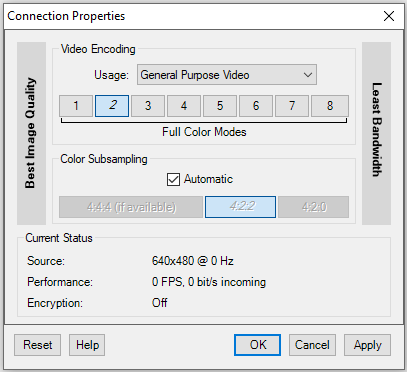 Connection Properties
Best Image Quality
Least Bandwidth
Video Encoding
Usage: General Purpose Video
1 2 3 4 5 6 7 8
Full Color Modes
Color Subsampling
Automatic
4:4:4 (if available) 4:2:2 4:2:0
Current Status
Source: 640x480 @ 0 Hz
Performance: 0 FPS, 0 bit/s incoming
Encryption: Off
Reset Help OK Cancel Apply